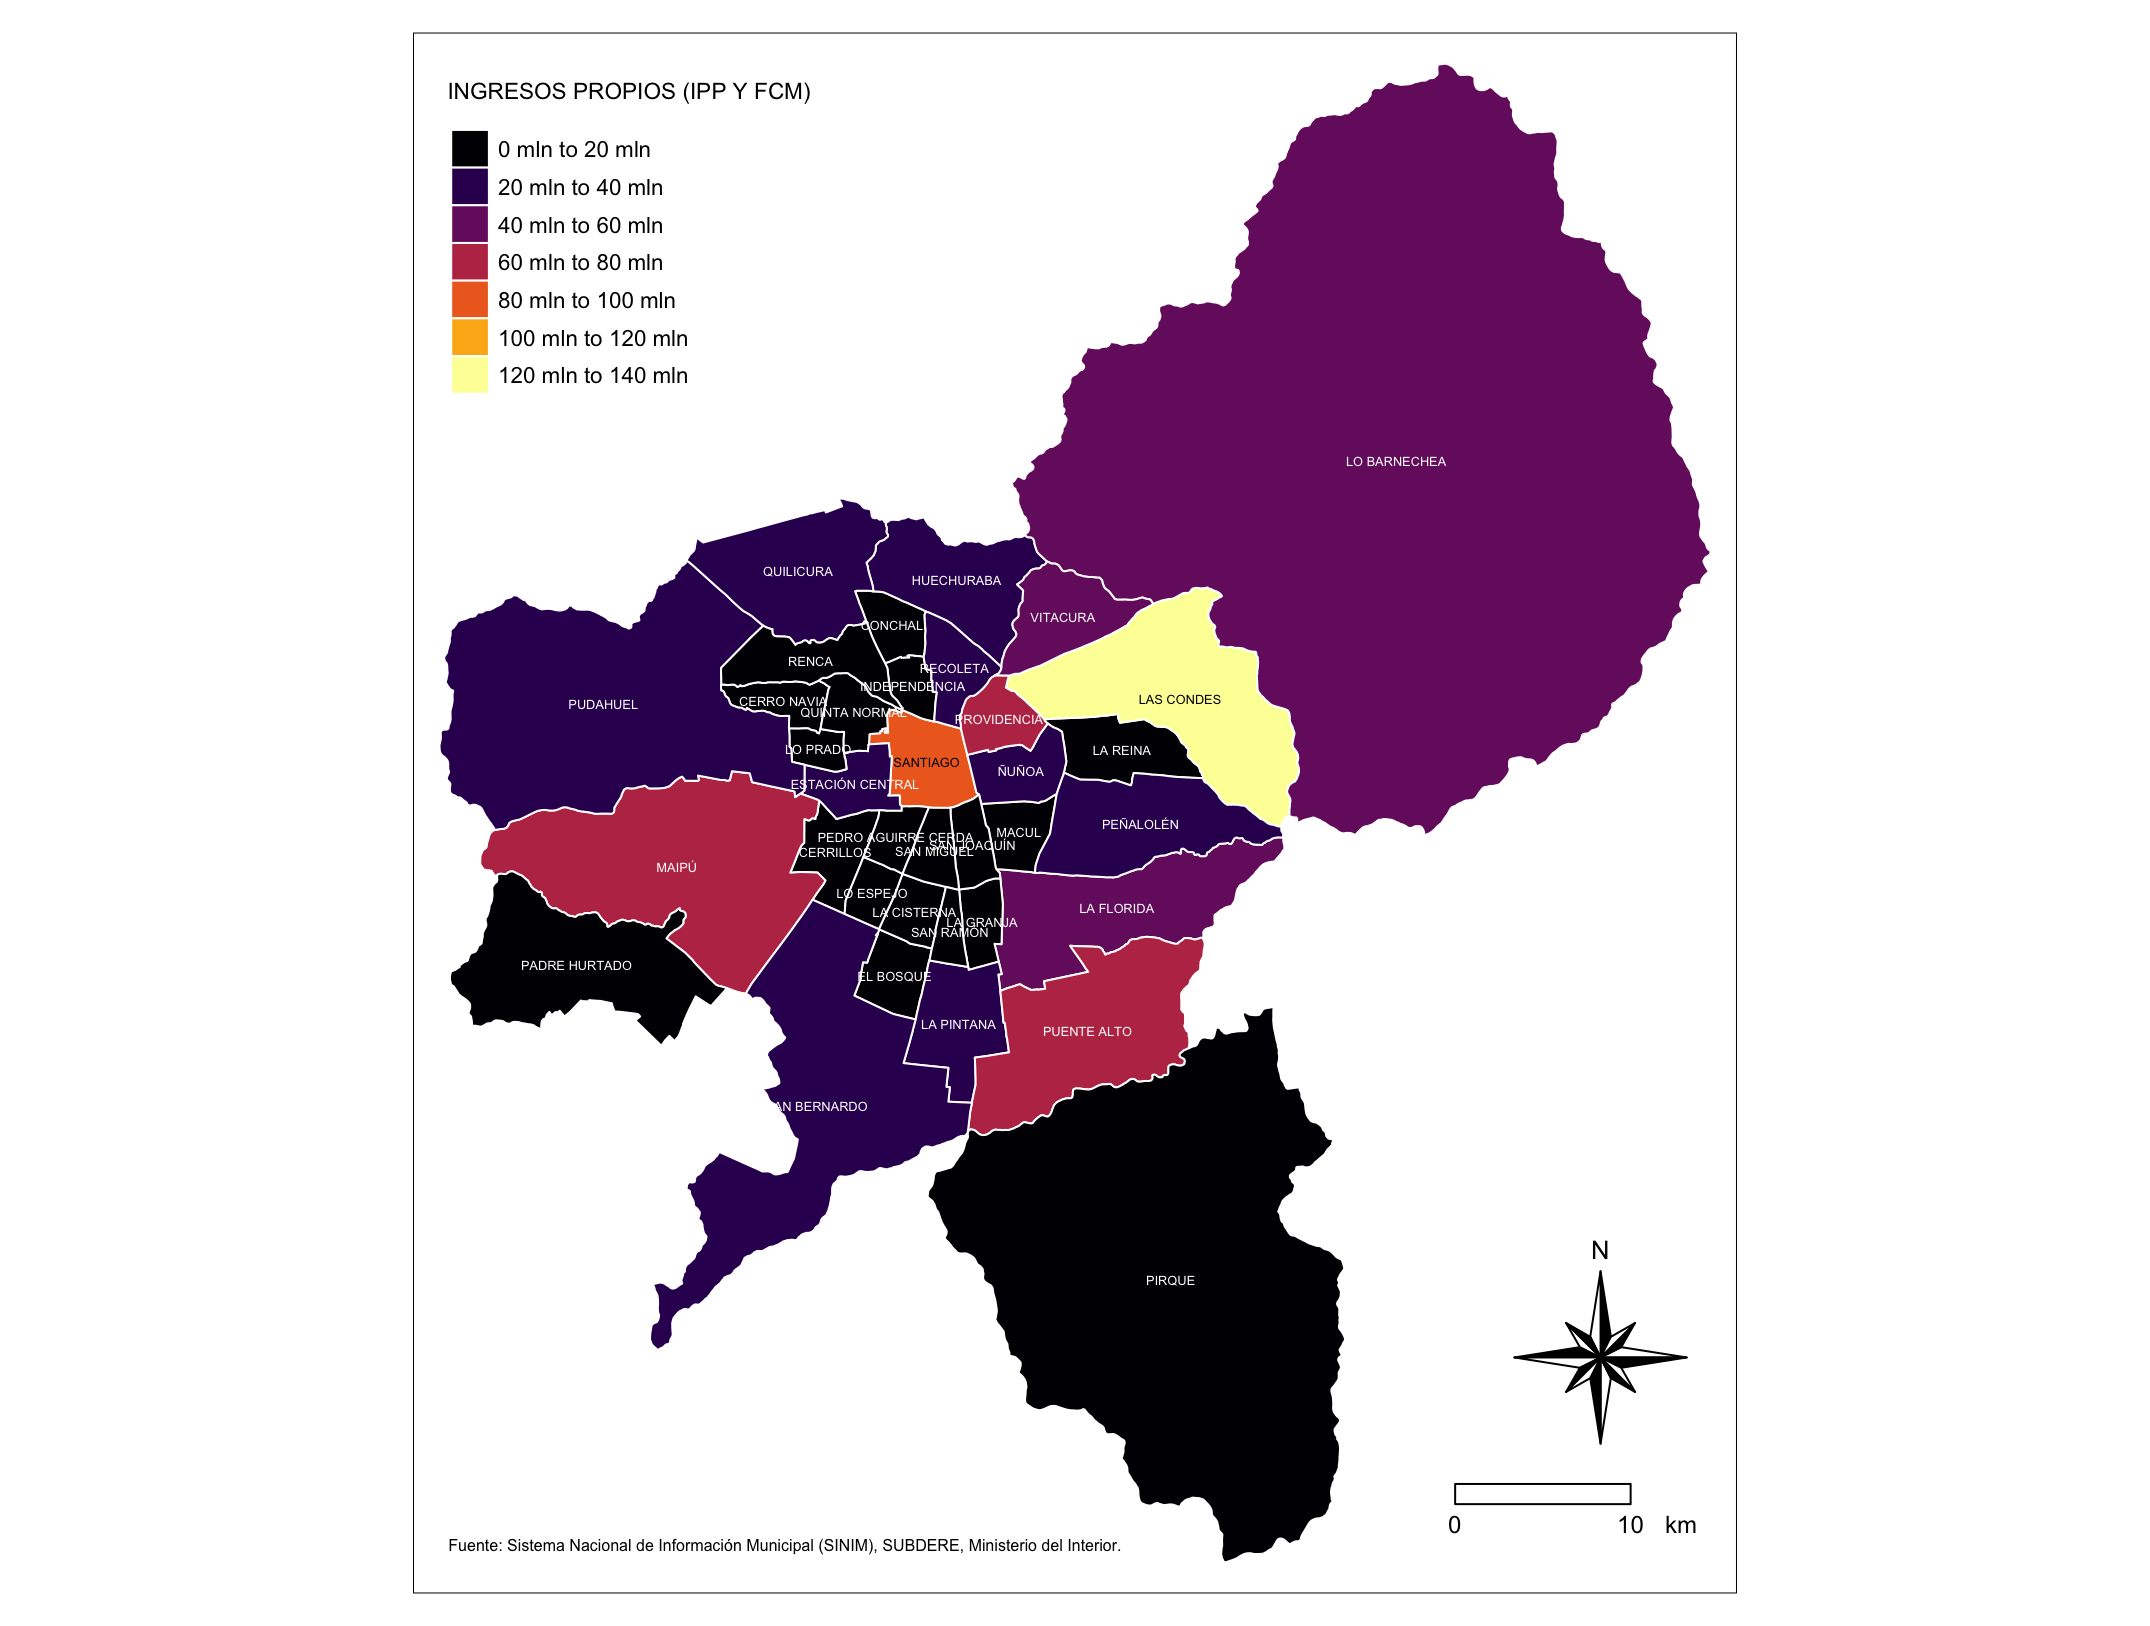 INGRESOS PROPIOS (IPP Y FCM)
0 mln to 20 mln
20 mln to 40 mln
40 mln to 60 mln
60 mln to 80 mln
80 mln to 100 mln
100 mln to 120 mln
120 mln to 140 mln
LO BARNECHEA
QUILICURA
HUECHURABA
VITACURA
CONCHAL
RENCA
RECOLETA
INDEPENDENCIA
LAS CONDES
CERRO NAVIA
PUDAHUEL
QUINTA NORMAL
PROVIDENCIA
LO PRADO
LA REINA
SANTIAGO
ÑUÑOA
ESTACIÓN CENTRAL
PEÑALOLÉN
MACUL
PEDRO AGUIRRE CERDA
SAN JOAQUÍN
CERRILLOS
SAN MIGUEL
MAIPÚ
LO ESPEJO
LA FLORIDA
LA CISTERNA
LA GRANJA
SAN RAMÓN
PADRE HURTADO
EL BOSQUE
LA PINTANA
PUENTE ALTO
AN BERNARDO
PIRQUE
N
0 10 km
Fuente: Sistema Nacional de Información Municipal (SINIM), SUBDERE, Ministerio del Interior.